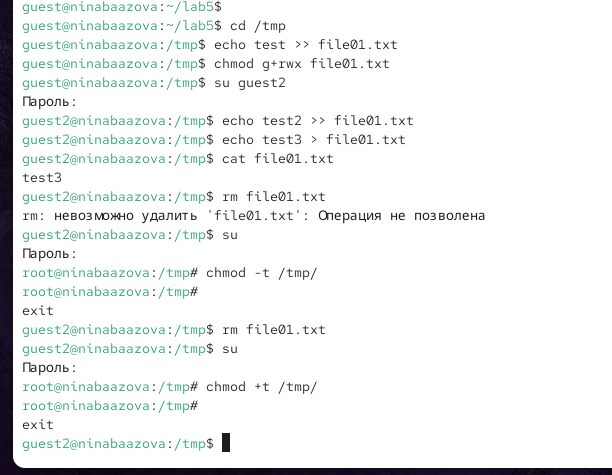 guest@ninabaazova:~/lab5$
guest@ninabaazova:~/lab5$ cd /tmp
guest@ninabaazova:/tmp$ echo test >> file01.txt
guest@ninabaazova:/tmp$ chmod g+rwx file01.txt
guest@ninabaazova:/tmp$ su guest2
Пароль:
guest2@ninabaazova:/tmp$ echo test2 >> file01.txt
guest2@ninabaazova:/tmp$ echo test3 > file01.txt
guest2@ninabaazova:/tmp$ cat file01.txt
test3
guest2@ninabaazova:/tmp$ rm file01.txt
rm: невозможно удалить 'file01.txt': Операция не позволена
guest2@ninabaazova:/tmp$ su
Пароль:
root@ninabaazova:/tmp# chmod -t /tmp/
root@ninabaazova:/tmp#
exit
guest2@ninabaazova:/tmp$ rm file01.txt
guest2@ninabaazova:/tmp$ su
Пароль:
root@ninabaazova:/tmp# chmod +t /tmp/
root@ninabaazova:/tmp#
exit
guest2@ninabaazova:/tmp$